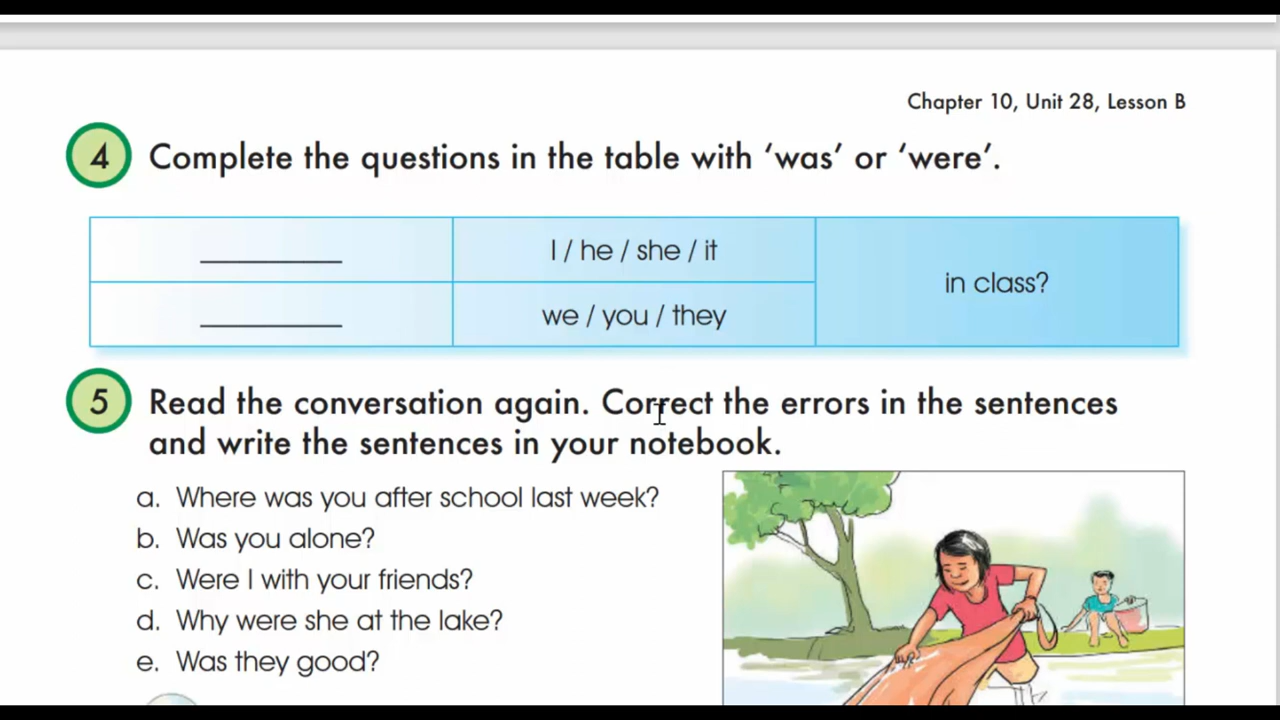 Chapter 10, Unit 28, Lesson B
4 Complete the questions in the table with ‘was’ or ‘were’.
__________ I / he / she / it
in class?
__________ we / you / they
5 Read the conversation again. Correct the errors in the sentences
and write the sentences in your notebook.
a. Where was you after school last week?
b. Was you alone?
c. Were I with your friends?
d. Why were she at the lake?
e. Was they good?